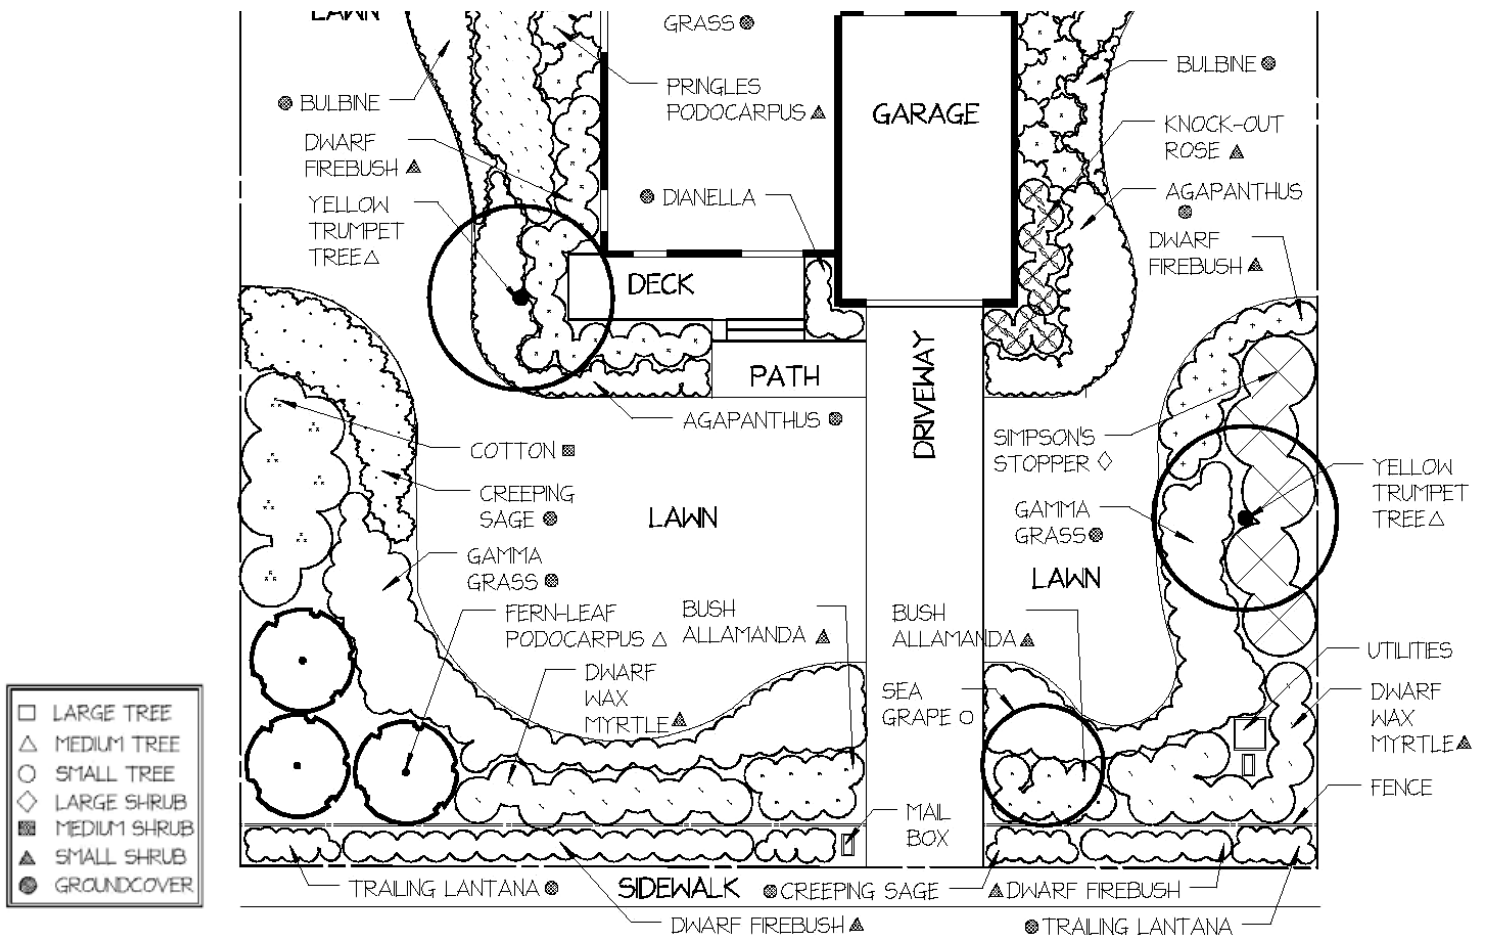 LAWN
GRASS
BULBINE
PRINGLES
PODOCARPUS
GARAGE
BULBINE
DWARF
FIREBUSH
KNOCK-OUT
ROSE
YELLOW
TRUMPET
TREE
DIANELLA
AGAPANTHUS
DWARF
FIREBUSH
DECK
PATH
DRIVEWAY
AGAPANTHUS
COTTON
SIMPSON'S
STOPPER
YELLOW
TRUMPET
TREE
CREEPING
SAGE
LAWN
GAMMA
GRASS
GAMMA
GRASS
LAWN
FERN-LEAF
PODOCARPUS
BUSH
ALLAMANDA
BUSH
ALLAMANDA
UTILITIES
DWARF
WAX
MYRTLE
SEA
GRAPE
DWARF
WAX
MYRTLE
FENCE
MAIL
BOX
LARGE TREE
MEDIUM TREE
SMALL TREE
LARGE SHRUB
MEDIUM SHRUB
SMALL SHRUB
GROUNDCOVER
TRAILING LANTANA
SIDEWALK
CREEPING SAGE
DWARF FIREBUSH
DWARF FIREBUSH
TRAILING LANTANA